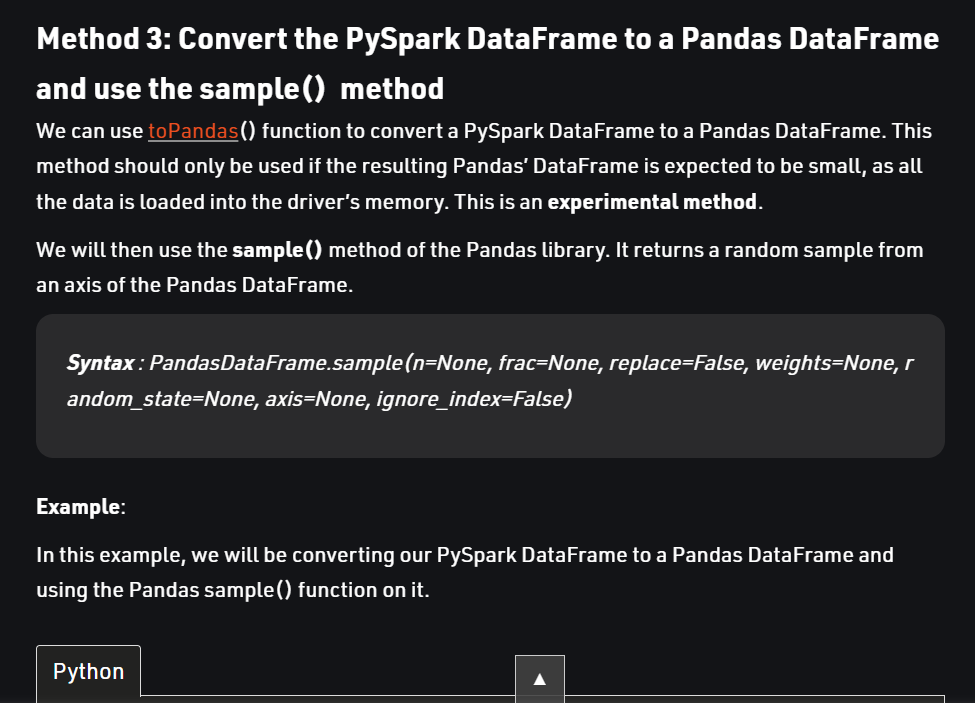 Method 3: Convert the PySpark DataFrame to a Pandas DataFrame
and use the sample() method
We can use toPandas() function to convert a PySpark DataFrame to a Pandas DataFrame. This
method should only be used if the resulting Pandas’ DataFrame is expected to be small, as all
the data is loaded into the driver’s memory. This is an experimental method.
We will then use the sample() method of the Pandas library. It returns a random sample from
an axis of the Pandas DataFrame.
Syntax : PandasDataFrame.sample(n=None, frac=None, replace=False, weights=None, r
andom_state=None, axis=None, ignore_index=False)
Example:
In this example, we will be converting our PySpark DataFrame to a Pandas DataFrame and
using the Pandas sample() function on it.
Python